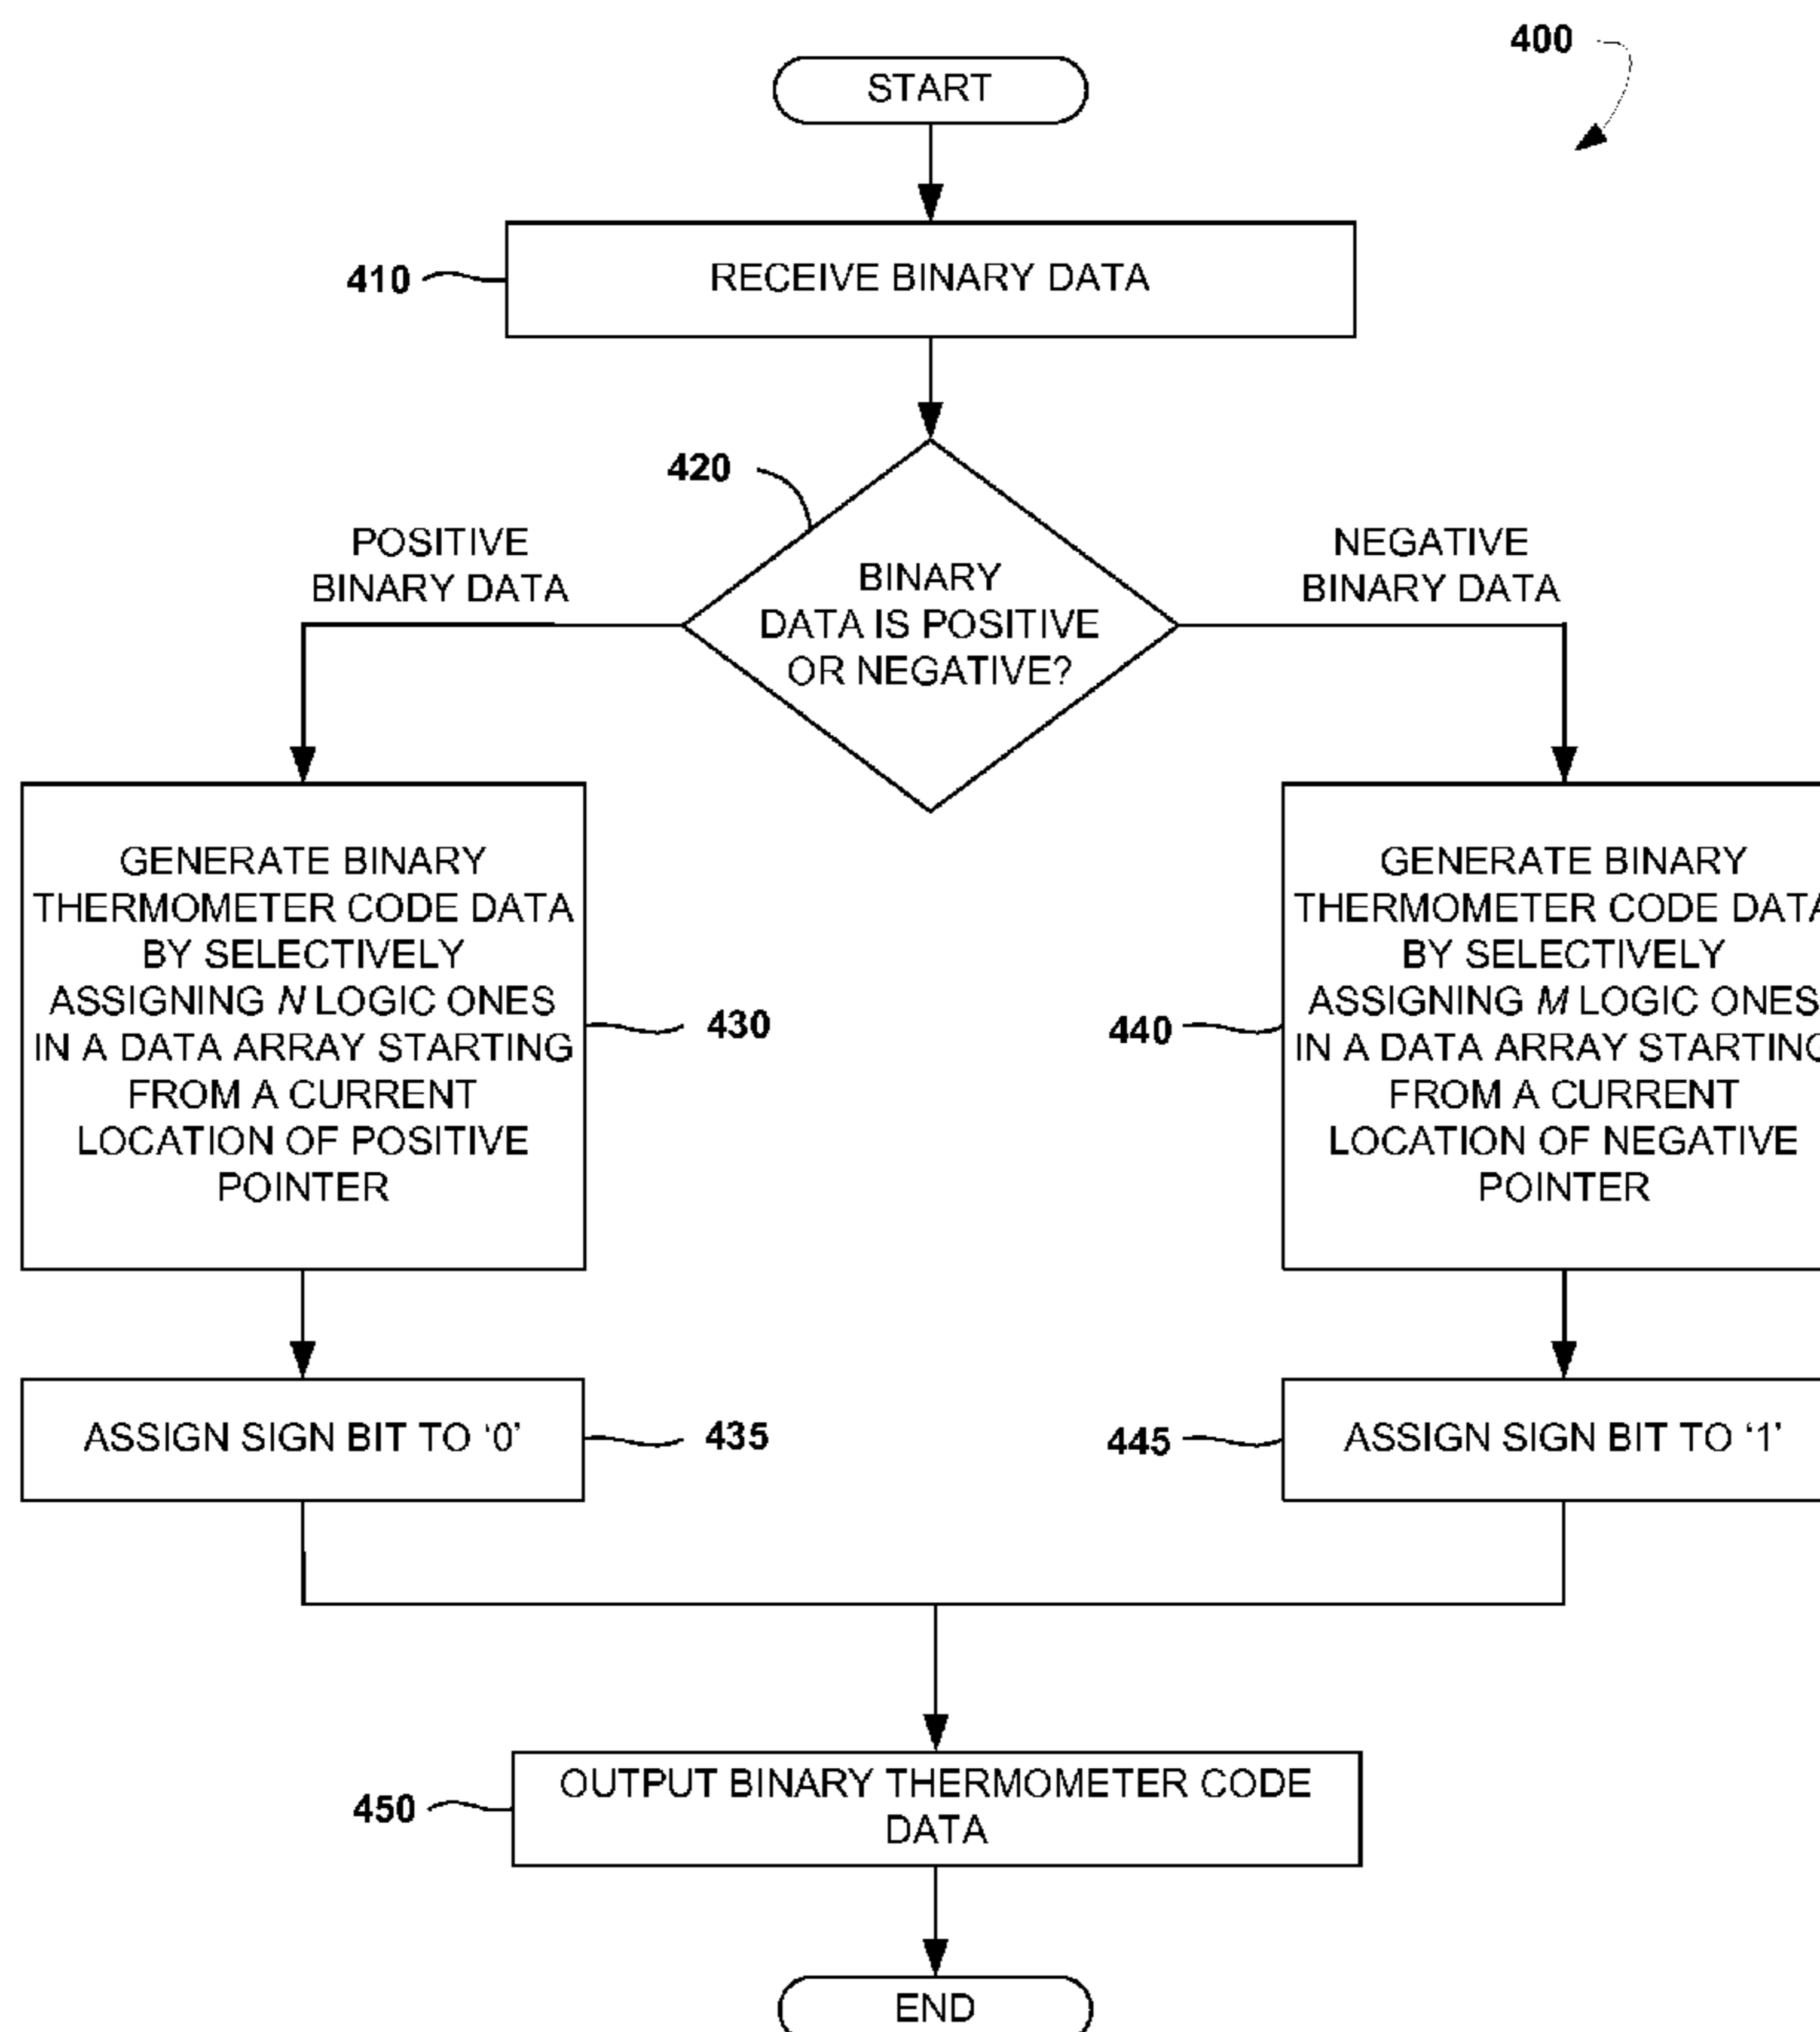 400
START
410
RECEIVE BINARY DATA
420
POSITIVE
BINARY DATA
BINARY
DATA IS POSITIVE
OR NEGATIVE?
NEGATIVE
BINARY DATA
GENERATE BINARY
THERMOMETER CODE DATA
BY SELECTIVELY
ASSIGNING N LOGIC ONES
IN A DATA ARRAY STARTING
FROM A CURRENT
LOCATION OF POSITIVE
POINTER
430
440
GENERATE BINARY
THERMOMETER CODE DATA
BY SELECTIVELY
ASSIGNING M LOGIC ONES
IN A DATA ARRAY STARTING
FROM A CURRENT
LOCATION OF NEGATIVE
POINTER
ASSIGN SIGN BIT TO ‘0’
435
445
ASSIGN SIGN BIT TO ‘1’
450
OUTPUT BINARY THERMOMETER CODE
DATA
END